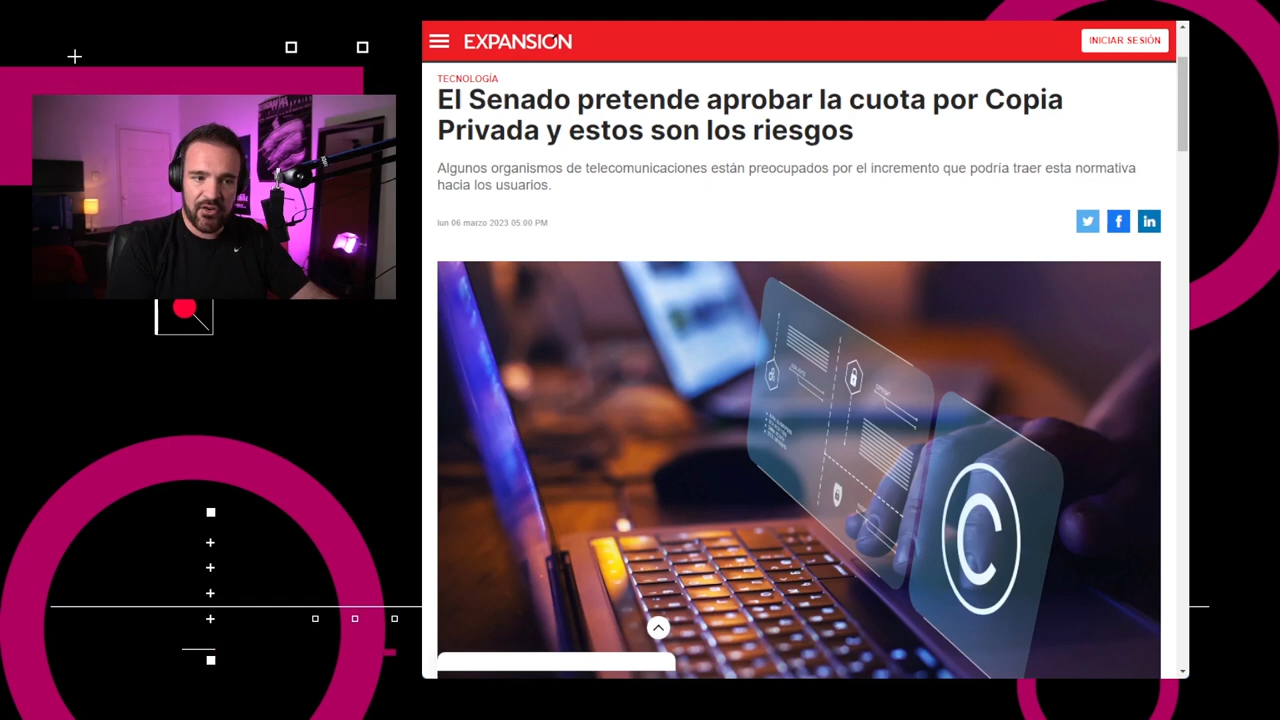 EXPANSIÓN
INICIAR SESIÓN
TECNOLOGÍA
El Senado pretende aprobar la cuota por Copia
Privada y estos son los riesgos
Algunos organismos de telecomunicaciones están preocupados por el incremento que podría traer esta normativa
hacia los usuarios.
lun 06 marzo 2023 05:00 PM